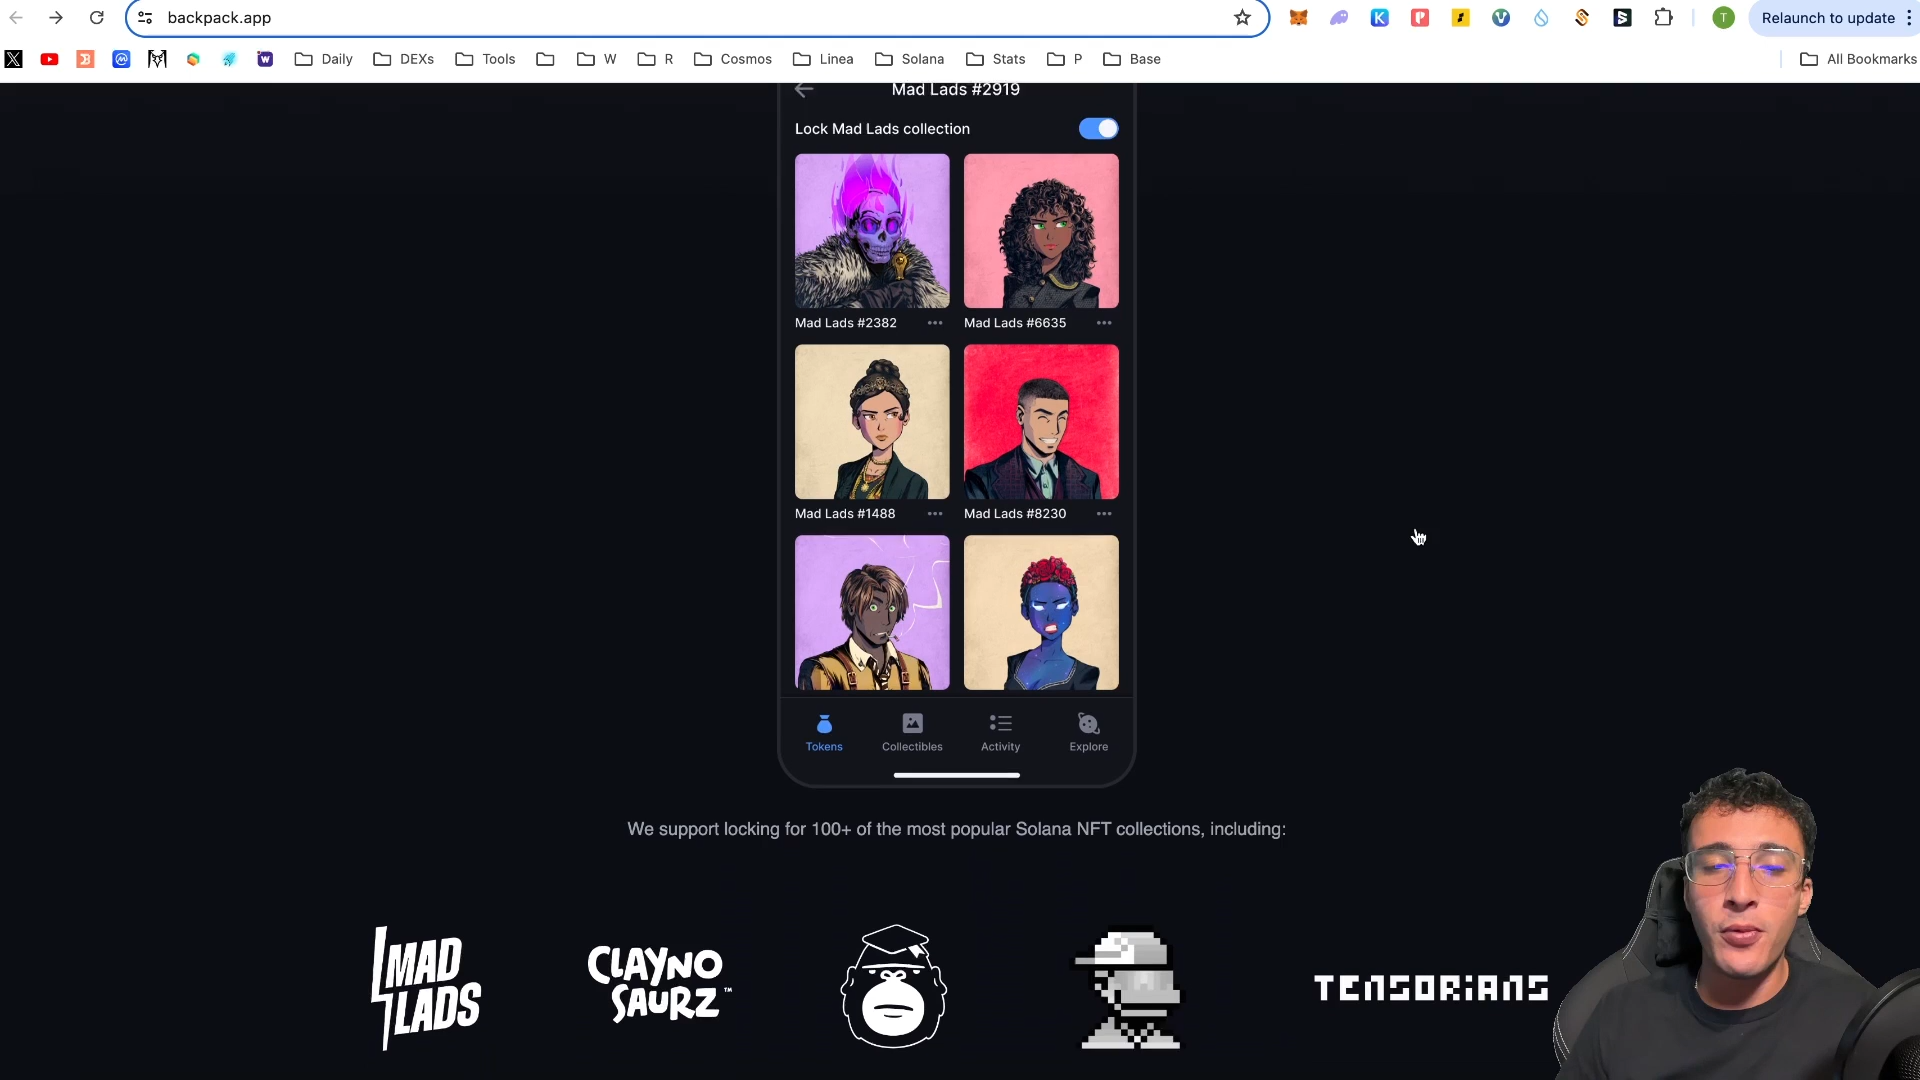 backpack.app
T
Relaunch to update
Daily
DEXs
Tools
W
R
Cosmos
Linea
Solana
Stats
P
Base
All Bookmarks
Mad Lads #2919
Lock Mad Lads collection
Mad Lads #2382
Mad Lads #6635
Mad Lads #1488
Mad Lads #8230
Tokens
Collectibles
Activity
Explore
We support locking for 100+ of the most popular Solana NFT collections, including:
MAD
LADS
CLAYNO
SAURZ™
TENSORIANS